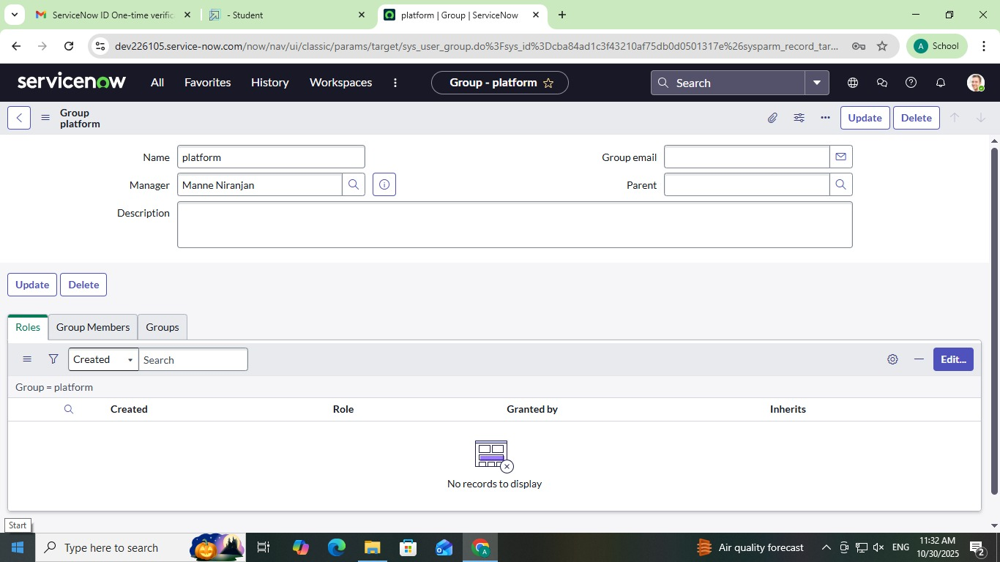 ServiceNow ID One-time verific
- Student
platform | Group | ServiceNow
dev226105.service-now.com/now/nav/ui/classic/params/target/sys_user_group.do%3Fsys_id%3Dcba84ad1c3f43210af75db0d0501317e%26sysparm_record_tar...
A School
servicenow All Favorites History Workspaces Group - platform Search
Group
platform
Update Delete
Name platform Group email
Manager Manne Niranjan Parent
Description
Update Delete
Roles Group Members Groups
Created Search Edit...
Group = platform
Created Role Granted by Inherits
No records to display
Start
Type here to search Air quality forecast ENG 11:32 AM
10/30/2025 2